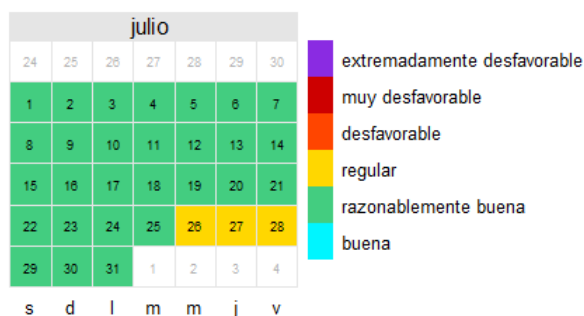 julio
24 25 26 27 28 29 30
1 2 3 4 5 6 7
8 9 10 11 12 13 14
15 16 17 18 19 20 21
22 23 24 25 26 27 28
29 30 31 1 2 3 4
s d l m m j v
extremadamente desfavorable
muy desfavorable
desfavorable
regular
razonablemente buena
buena